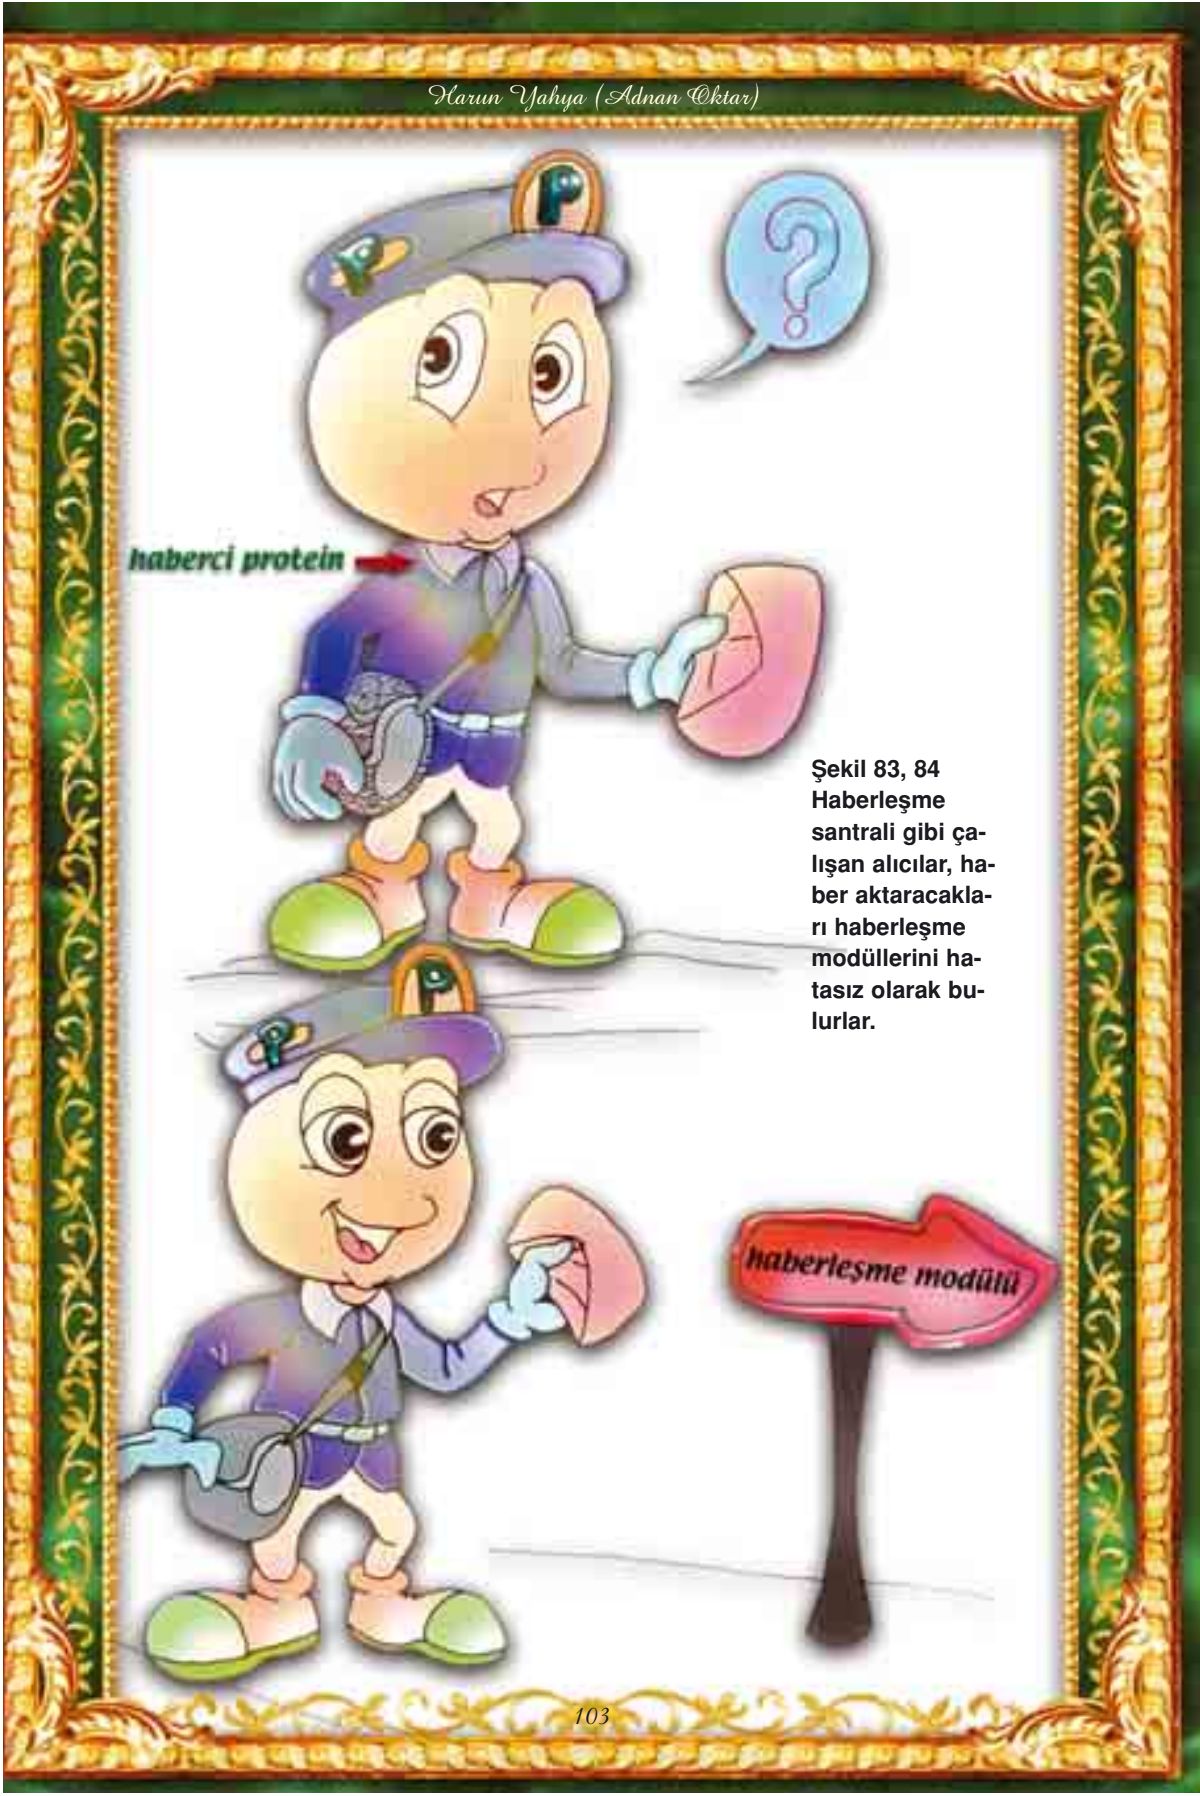 Harun Yahya (Adnan Oktar)
P
P
?
haberci protein
Şekil 83, 84
Haberleşme
santrali gibi ça-
lışan alıcılar, ha-
ber aktaracakla-
rı haberleşme
modüllerini ha-
tasız olarak bu-
lurlar.
P
P
haberleşme modülü
103